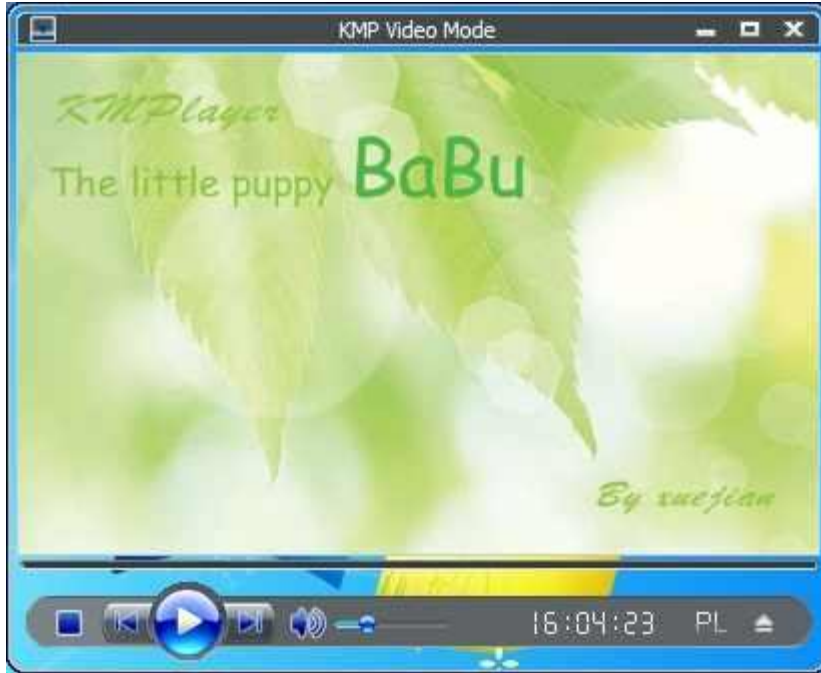 KMP Video Mode
KMPlayer
The little puppy BaBu
By xuejian
16:04:23 PL